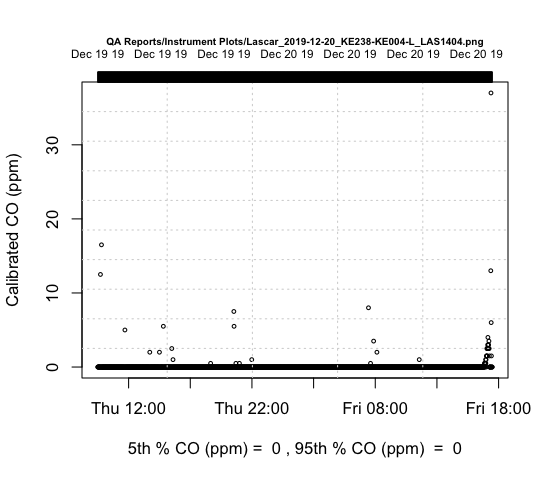 QA Reports/Instrument Plots/Lascar_2019-12-20_KE238-KE004-L_LAS1404.png
Dec 19 19 Dec 19 19 Dec 19 19 Dec 20 19 Dec 20 19 Dec 20 19 Dec 20 19
Calibrated CO (ppm)
30
20
10
0
Thu 12:00 Thu 22:00 Fri 08:00 Fri 18:00
5th % CO (ppm) = 0 , 95th % CO (ppm) = 0